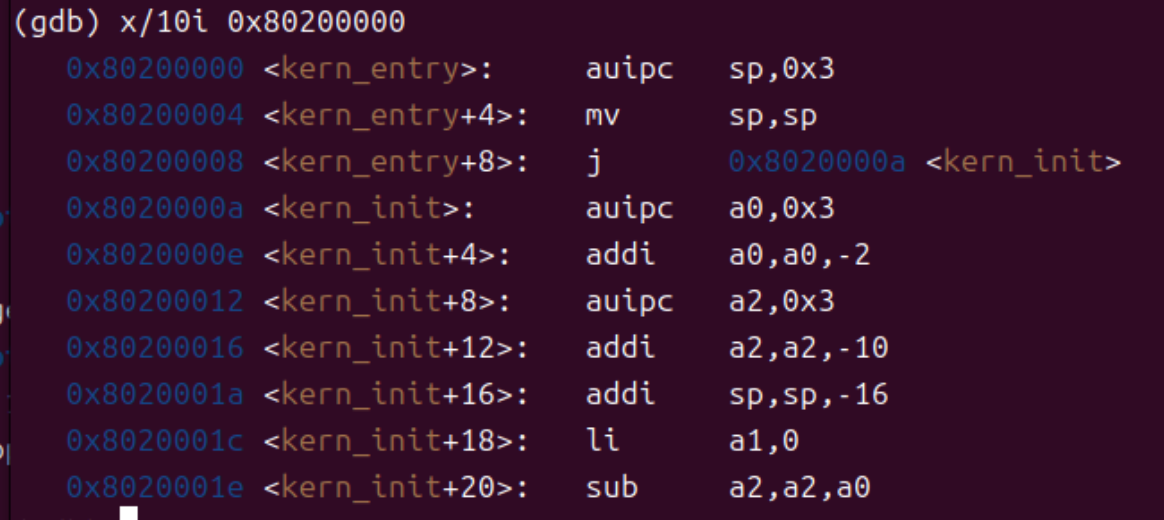 (gdb) x/10i 0x80200000
0x80200000 <kern_entry>: auipc sp,0x3
0x80200004 <kern_entry+4>: mv sp,sp
0x80200008 <kern_entry+8>: j 0x8020000a <kern_init>
0x8020000a <kern_init>: auipc a0,0x3
0x8020000e <kern_init+4>: addi a0,a0,-2
0x80200012 <kern_init+8>: auipc a2,0x3
0x80200016 <kern_init+12>: addi a2,a2,-10
0x8020001a <kern_init+16>: addi sp,sp,-16
0x8020001c <kern_init+18>: li a1,0
0x8020001e <kern_init+20>: sub a2,a2,a0